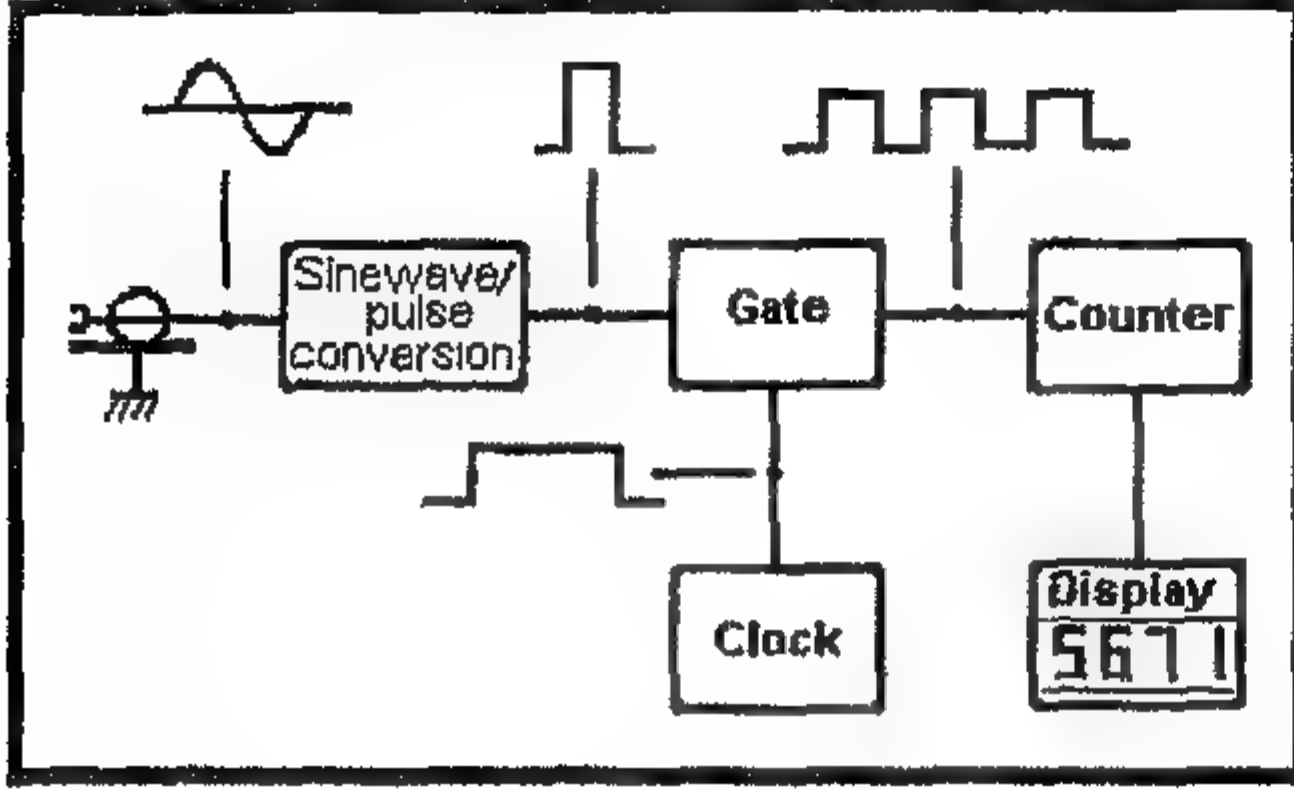 Sinewave/
pulse
conversion
Gate
Counter
Clock
Display
5671